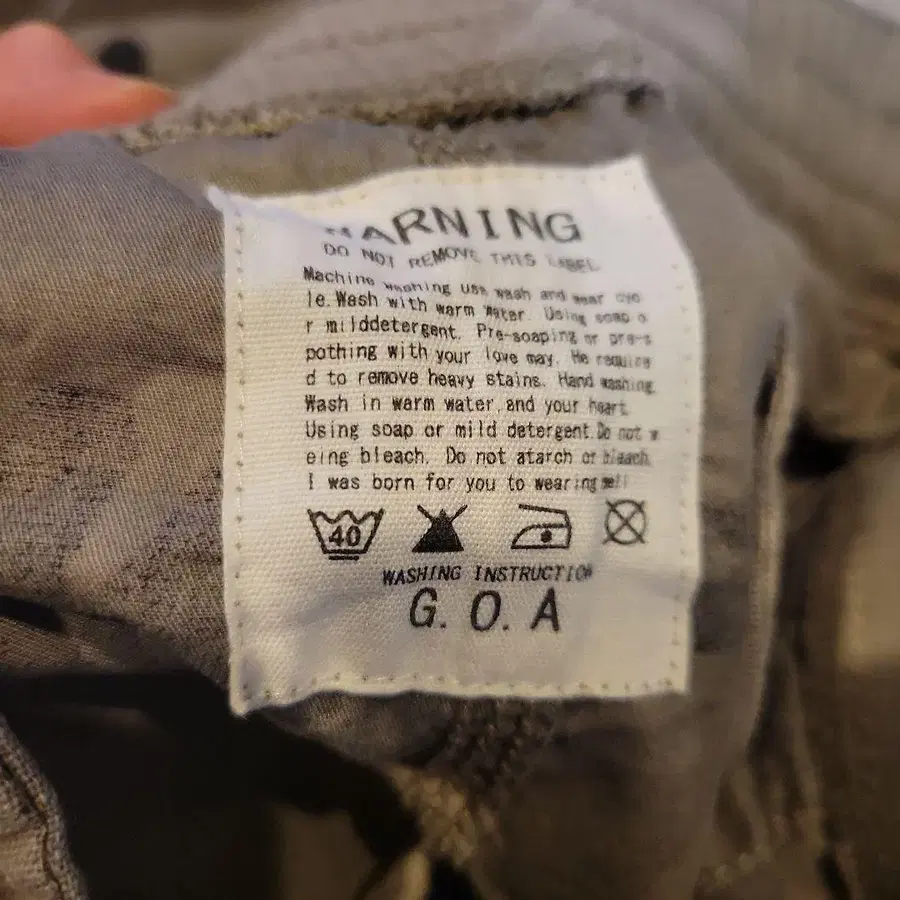 WARNING
DO NOT REMOVE THIS LABEL
Machine washing use wash and wear cyc
le. Wash with warm water. Using soap o
r milddetergent. Pre-soaping or pre-s
pothing with your love may. He require
d to remove heavy stains. Hand washing
Wash in warm water, and your heart
Using soap or mild detergent. Do not w
eing bleach. Do not atarch or bleach.
I was born for you to wearing
40
WASHING INSTRUCTION
G. O. A